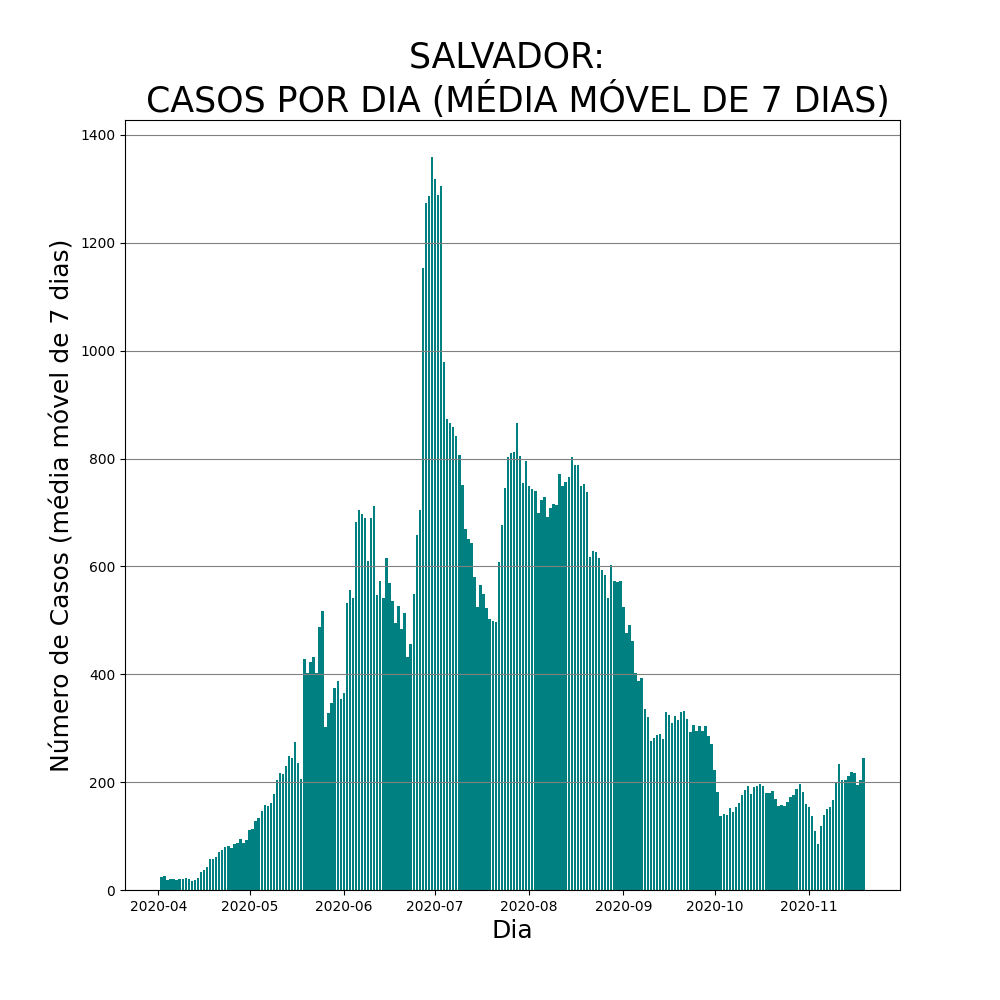 SALVADOR:
CASOS POR DIA (MÉDIA MÓVEL DE 7 DIAS)
Número de Casos (média móvel de 7 dias)
1400
1200
1000
800
600
400
200
0
2020-04 2020-05 2020-06 2020-07 2020-08 2020-09 2020-10 2020-11
Dia